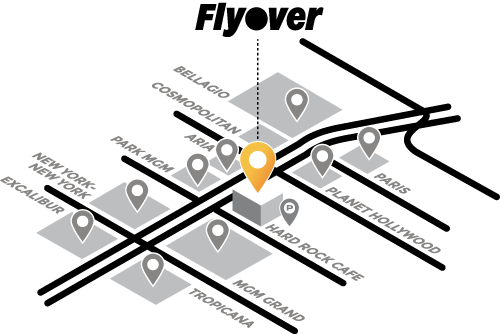 Flyover
BELLAGIO
COSMOPOLITAN
ARIA
PARK MGM
NEW YORK-
NEW YORK
EXCALIBUR
PARIS
PLANET HOLLYWOOD
P
HARD ROCK CAFE
MGM GRAND
TROPICANA